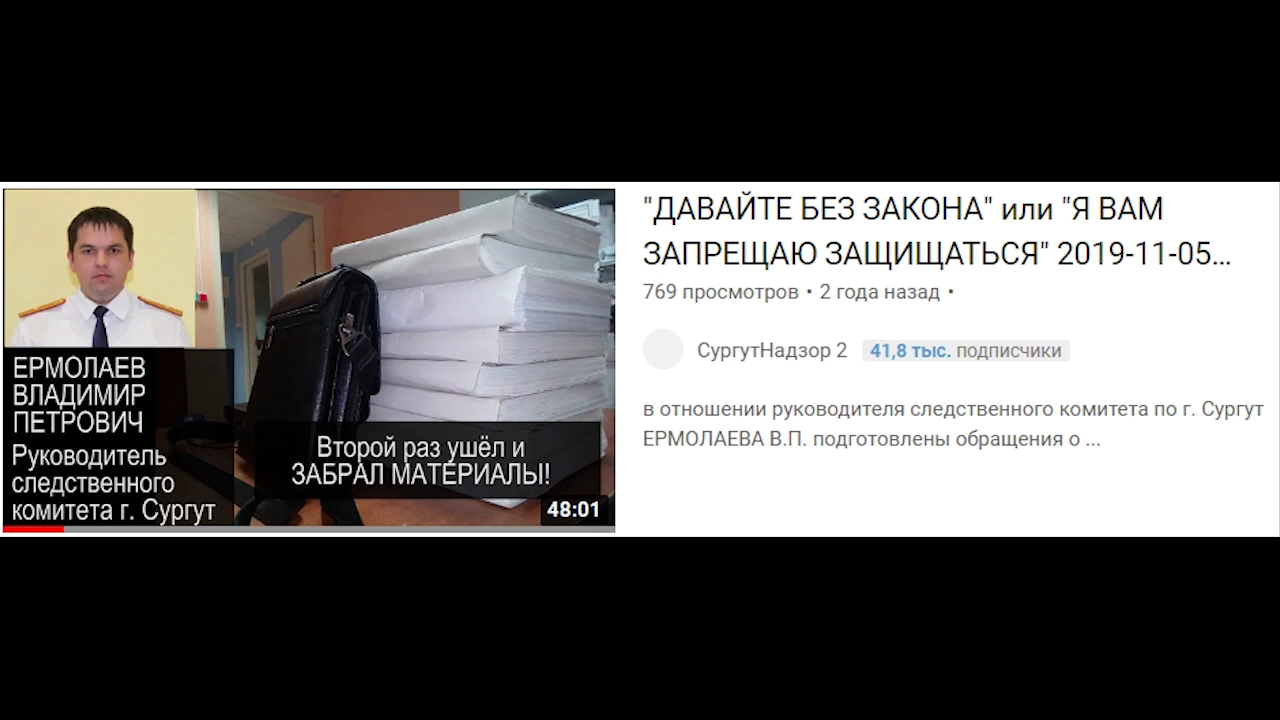 ЕРМОЛАЕВ
ВЛАДИМИР
ПЕТРОВИЧ
Руководитель
следственного
комитета г. Сургут
Второй раз ушёл и
ЗАБРАЛ МАТЕРИАЛЫ!
48:01
"ДАВАЙТЕ БЕЗ ЗАКОНА" или "Я ВАМ
ЗАПРЕЩАЮ ЗАЩИЩАТЬСЯ" 2019-11-05...
769 просмотров • 2 года назад •
СургутНадзор 2 41,8 тыс. подписчики
в отношении руководителя следственного комитета по г. Сургут
ЕРМОЛАЕВА В.П. подготовлены обращения о ...